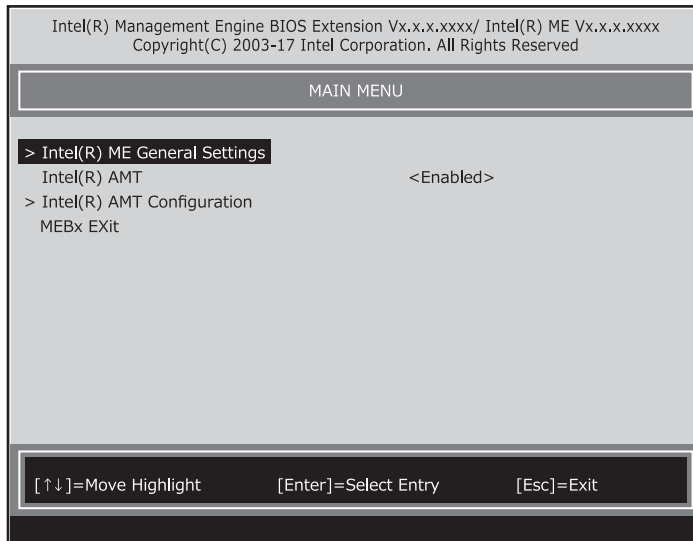 Intel(R) Management Engine BIOS Extension Vx.x.x.xxxx/ Intel(R) ME Vx.x.x.xxxx
Copyright(C) 2003-17 Intel Corporation. All Rights Reserved
MAIN MENU
> Intel(R) ME General Settings
Intel(R) AMT <Enabled>
> Intel(R) AMT Configuration
MEBx EXit
[↑↓]=Move Highlight [Enter]=Select Entry [Esc]=Exit